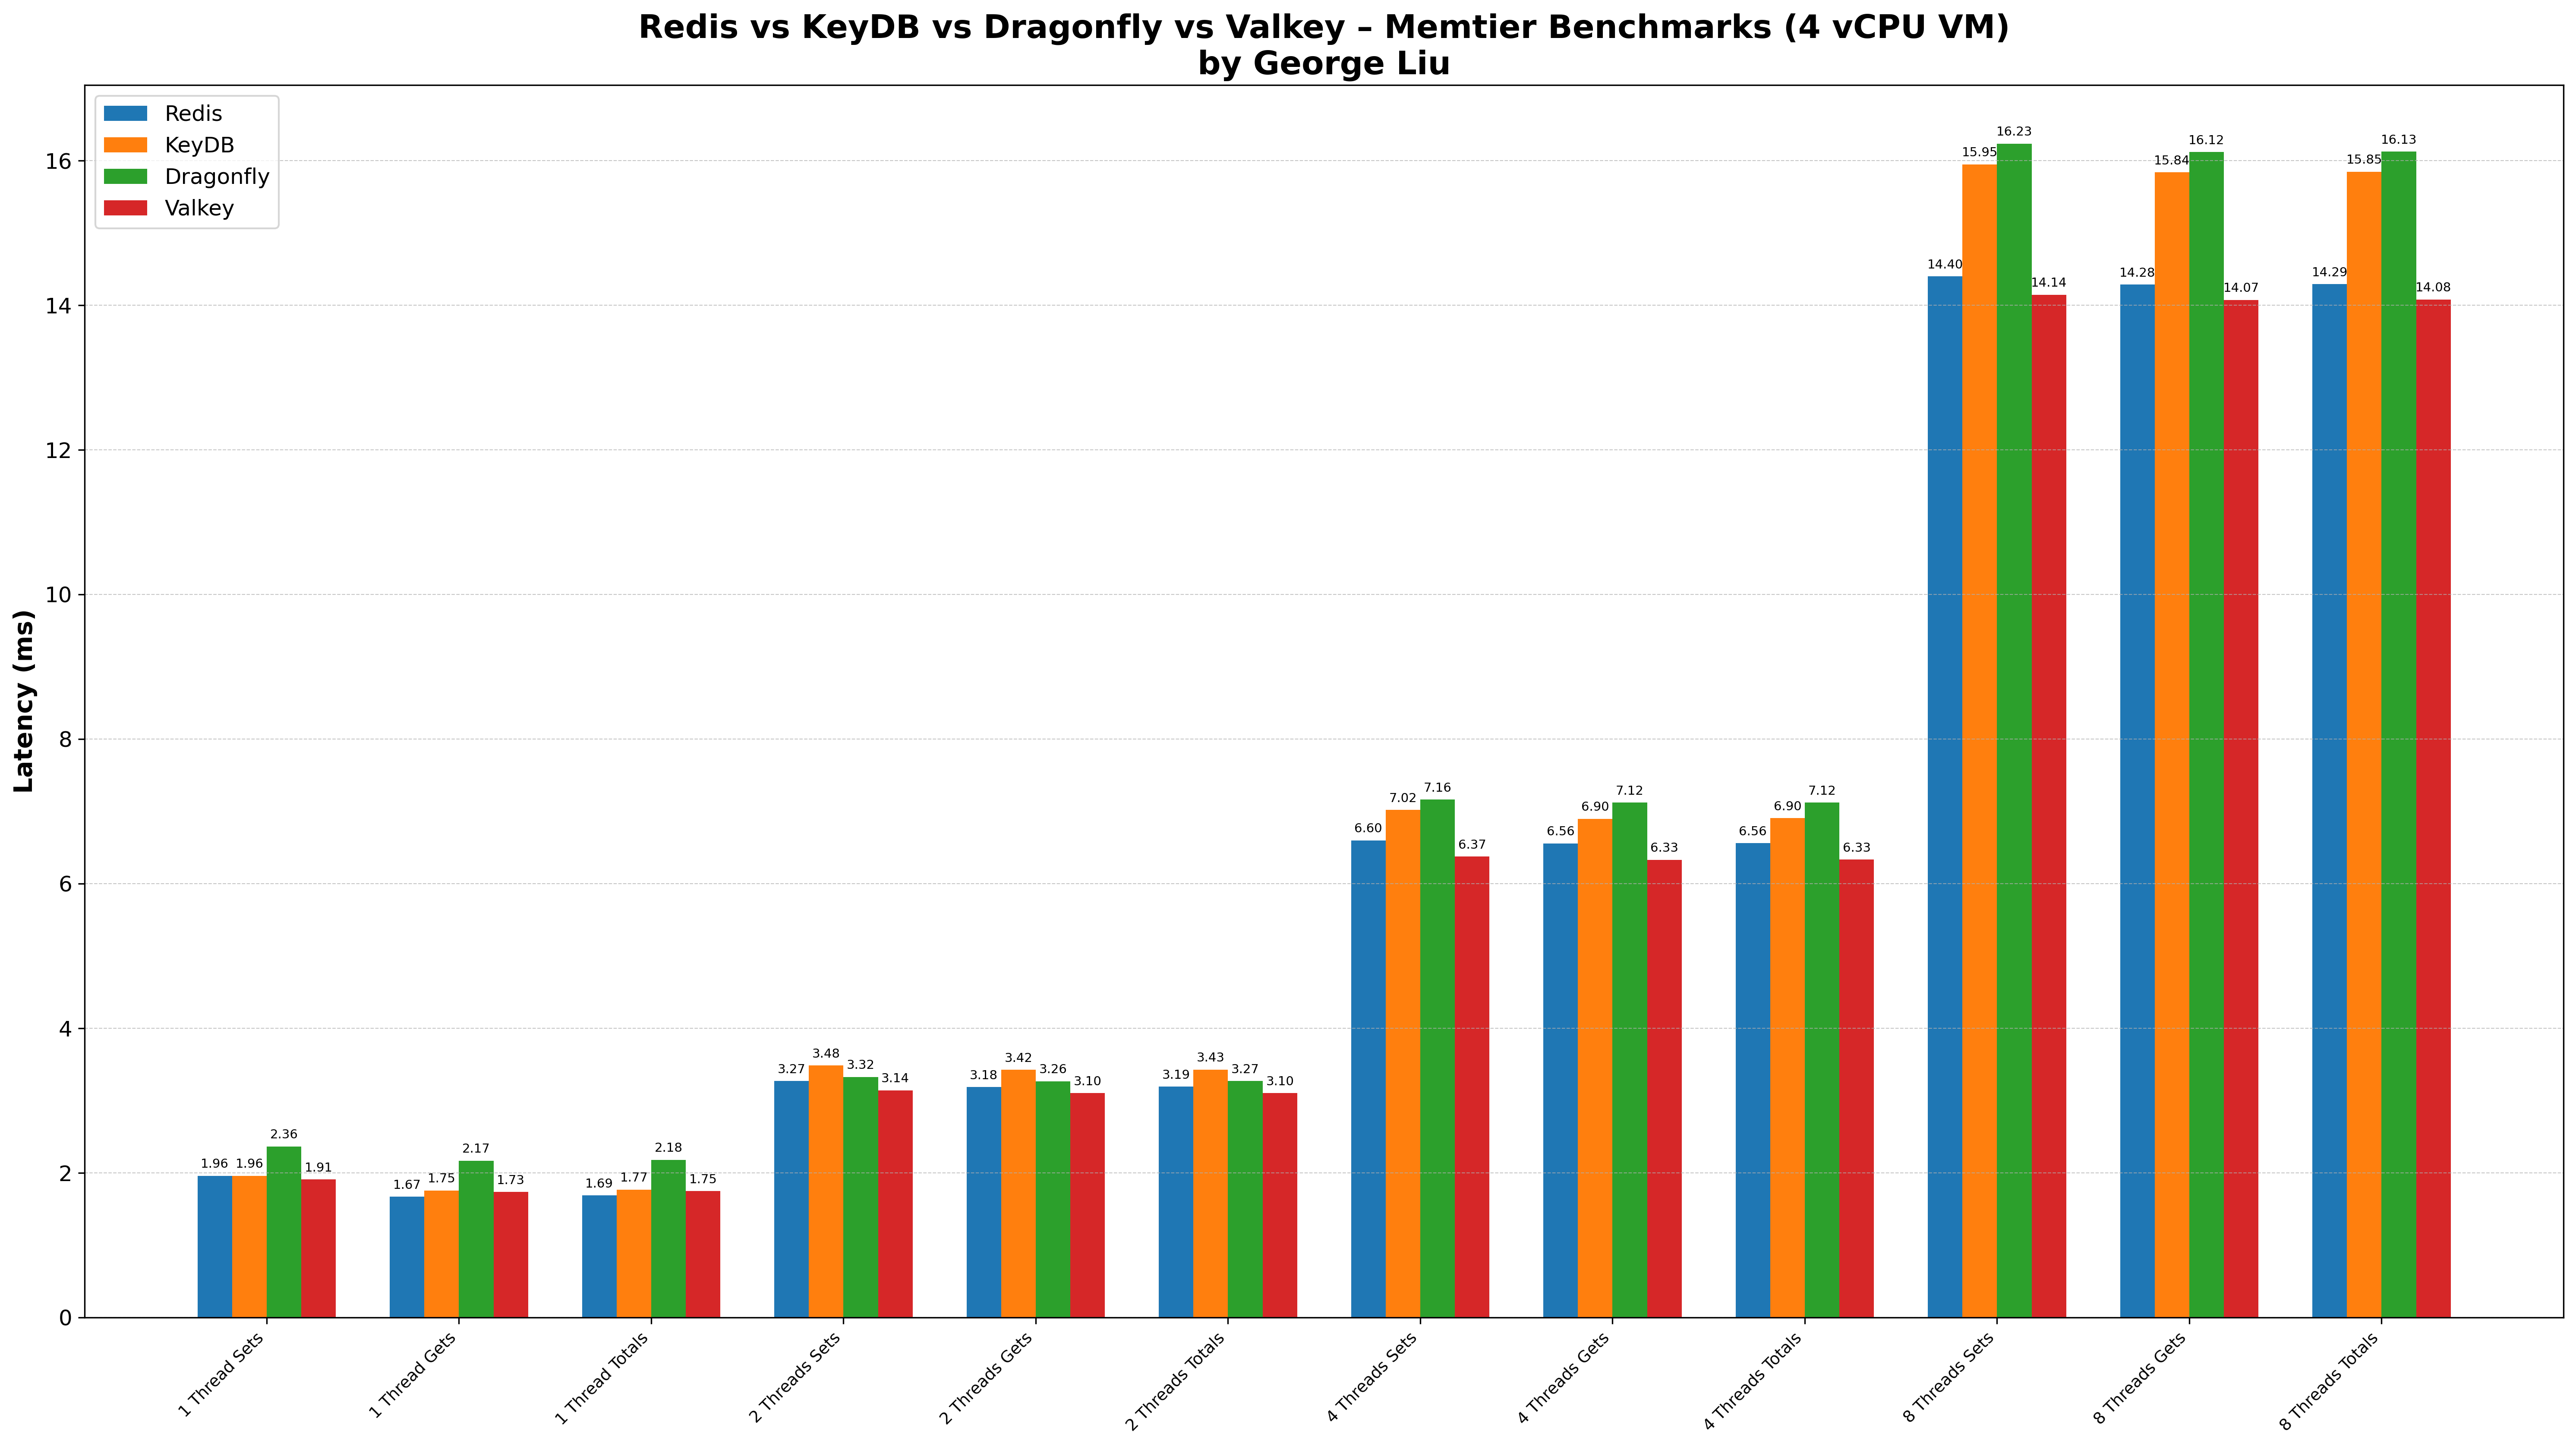 Redis vs KeyDB vs Dragonfly vs Valkey – Memtier Benchmarks (4 vCPU VM)
by George Liu
Redis
KeyDB
Dragonfly
Valkey
Latency (ms)
16
14
12
10
8
6
4
2
0
1.96 1.96 2.36 1.91
1.67 1.75 2.17 1.73
1.69 1.77 2.18 1.75
3.27 3.48 3.32 3.14
3.18 3.42 3.26 3.10
3.19 3.43 3.27 3.10
6.60 7.02 7.16 6.37
6.56 6.90 7.12 6.33
6.56 6.90 7.12 6.33
14.40 15.95 16.23 14.14
14.28 15.84 16.12 14.07
14.29 15.85 16.13 14.08
1 Thread Sets
1 Thread Gets
1 Thread Totals
2 Threads Sets
2 Threads Gets
2 Threads Totals
4 Threads Sets
4 Threads Gets
4 Threads Totals
8 Threads Sets
8 Threads Gets
8 Threads Totals